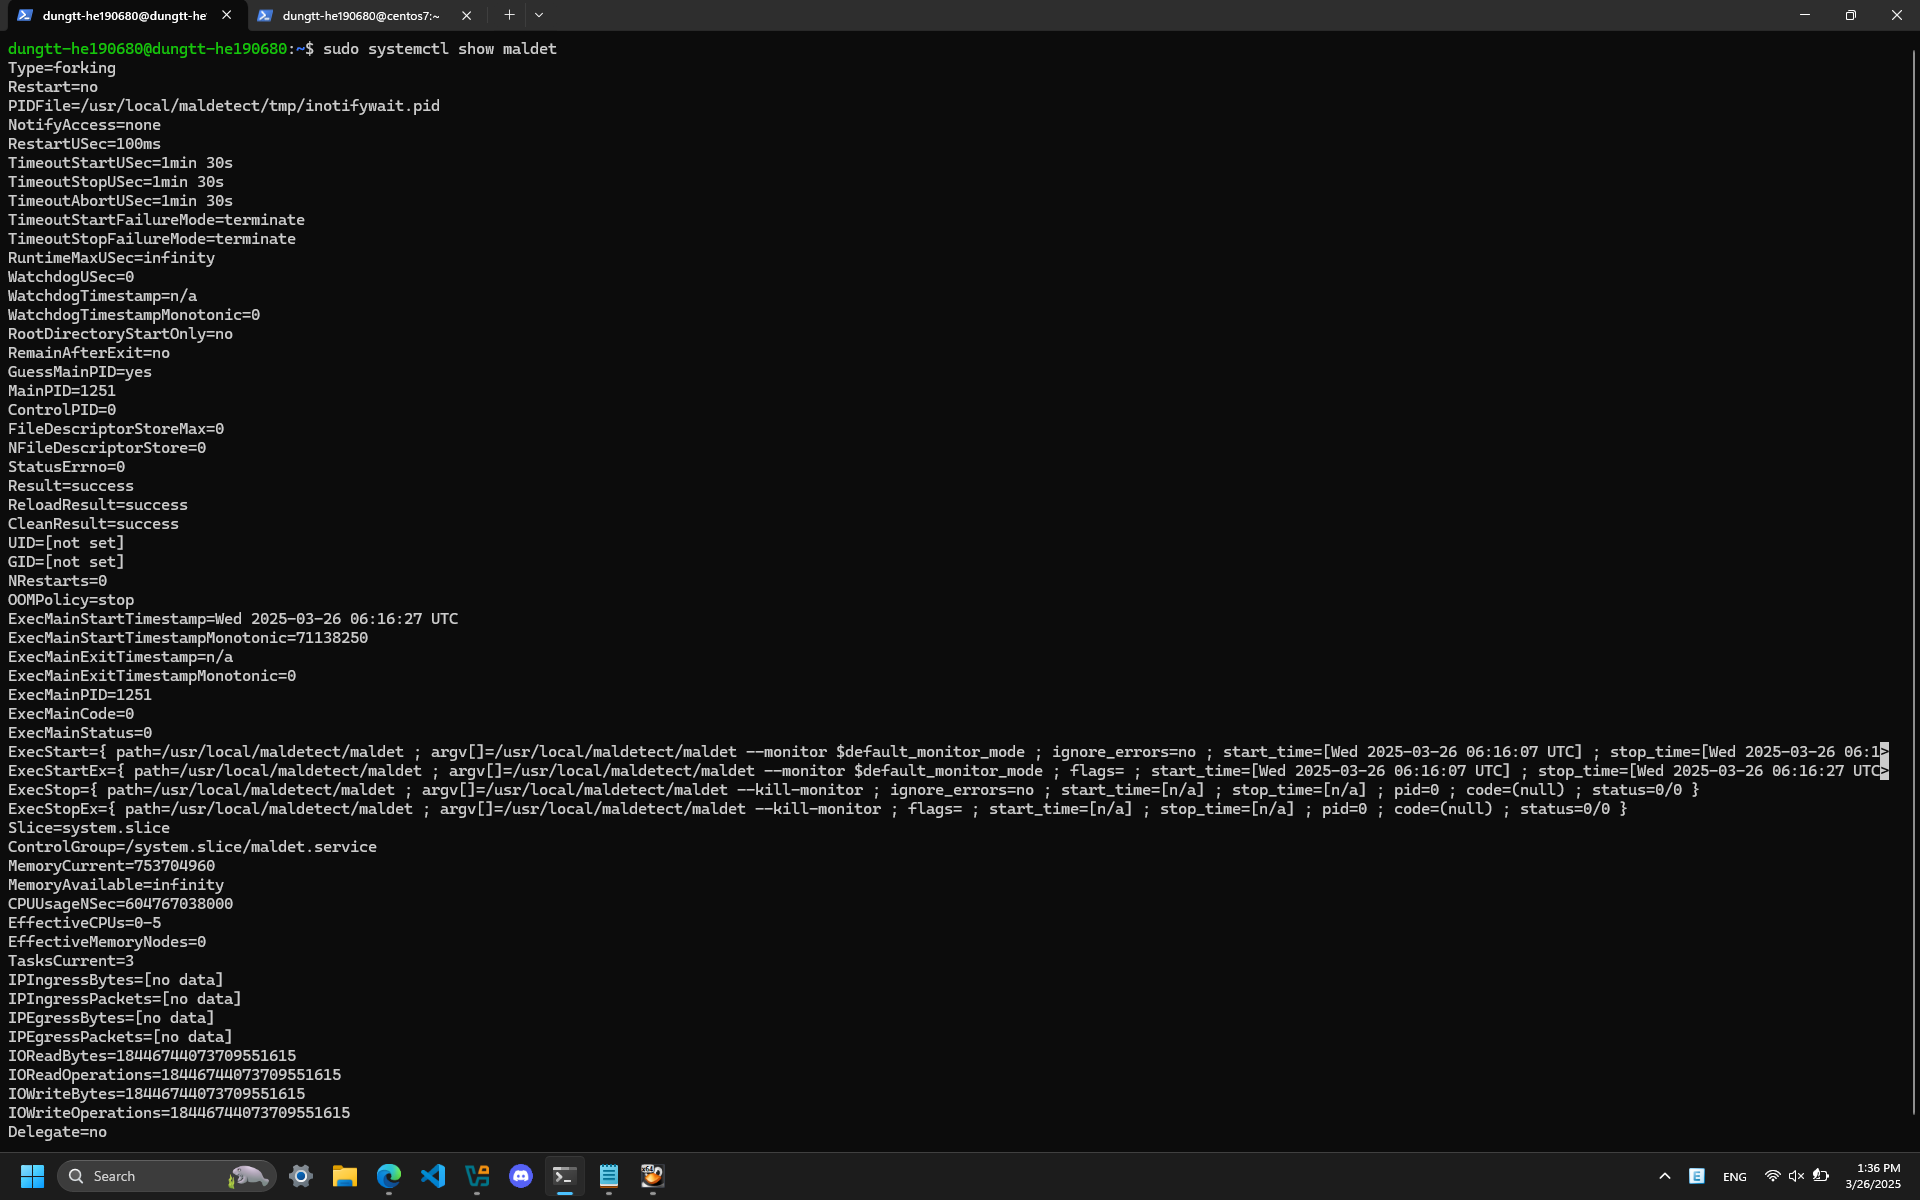 dungtt-he190680@dungtt-he
dungtt-he190680@centos7:~
dungtt-he190680@dungtt-he190680:~$ sudo systemctl show maldet
Type=forking
Restart=no
PIDFile=/usr/local/maldetect/tmp/inotifywait.pid
NotifyAccess=none
RestartUSec=100ms
TimeoutStartUSec=1min 30s
TimeoutStopUSec=1min 30s
TimeoutAbortUSec=1min 30s
TimeoutStartFailureMode=terminate
TimeoutStopFailureMode=terminate
RuntimeMaxUSec=infinity
WatchdogUSec=0
WatchdogTimestamp=n/a
WatchdogTimestampMonotonic=0
RootDirectoryStartOnly=no
RemainAfterExit=no
GuessMainPID=yes
MainPID=1251
ControlPID=0
FileDescriptorStoreMax=0
NFileDescriptorStore=0
StatusErrno=0
Result=success
ReloadResult=success
CleanResult=success
UID=[not set]
GID=[not set]
NRestarts=0
OOMPolicy=stop
ExecMainStartTimestamp=Wed 2025-03-26 06:16:27 UTC
ExecMainStartTimestampMonotonic=71138250
ExecMainExitTimestamp=n/a
ExecMainExitTimestampMonotonic=0
ExecMainPID=1251
ExecMainCode=0
ExecMainStatus=0
ExecStart={ path=/usr/local/maldetect/maldet ; argv[]=/usr/local/maldetect/maldet --monitor $default_monitor_mode ; ignore_errors=no ; start_time=[Wed 2025-03-26 06:16:07 UTC] ; stop_time=[Wed 2025-03-26 06:1>
ExecStartEx={ path=/usr/local/maldetect/maldet ; argv[]=/usr/local/maldetect/maldet --monitor $default_monitor_mode ; flags= ; start_time=[Wed 2025-03-26 06:16:07 UTC] ; stop_time=[Wed 2025-03-26 06:16:27 UTC>
ExecStop={ path=/usr/local/maldetect/maldet ; argv[]=/usr/local/maldetect/maldet --kill-monitor ; ignore_errors=no ; start_time=[n/a] ; stop_time=[n/a] ; pid=0 ; code=(null) ; status=0/0 }
ExecStopEx={ path=/usr/local/maldetect/maldet ; argv[]=/usr/local/maldetect/maldet --kill-monitor ; flags= ; start_time=[n/a] ; stop_time=[n/a] ; pid=0 ; code=(null) ; status=0/0 }
Slice=system.slice
ControlGroup=/system.slice/maldet.service
MemoryCurrent=753704960
MemoryAvailable=infinity
CPUUsageNSec=604767038000
EffectiveCPUs=0-5
EffectiveMemoryNodes=0
TasksCurrent=3
IPIngressBytes=[no data]
IPIngressPackets=[no data]
IPEgressBytes=[no data]
IPEgressPackets=[no data]
IOReadBytes=18446744073709551615
IOReadOperations=18446744073709551615
IOWriteBytes=18446744073709551615
IOWriteOperations=18446744073709551615
Delegate=no
Search
ENG
1:36 PM
3/26/2025